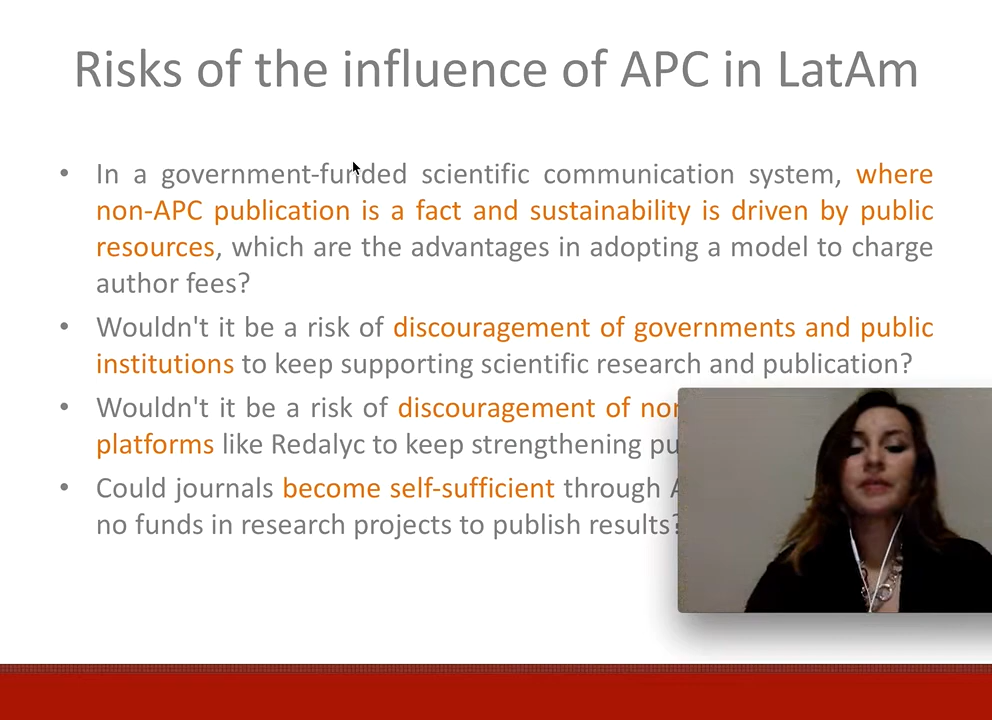 Risks of the influence of APC in LatAm
• In a government-funded scientific communication system, where
non-APC publication is a fact and sustainability is driven by public
resources, which are the advantages in adopting a model to charge
author fees?
• Wouldn't it be a risk of discouragement of governments and public
institutions to keep supporting scientific research and publication?
• Wouldn't it be a risk of discouragement of
platforms like Redalyc to keep strengthening
• Could journals become self-sufficient through
no funds in research projects to publish results?